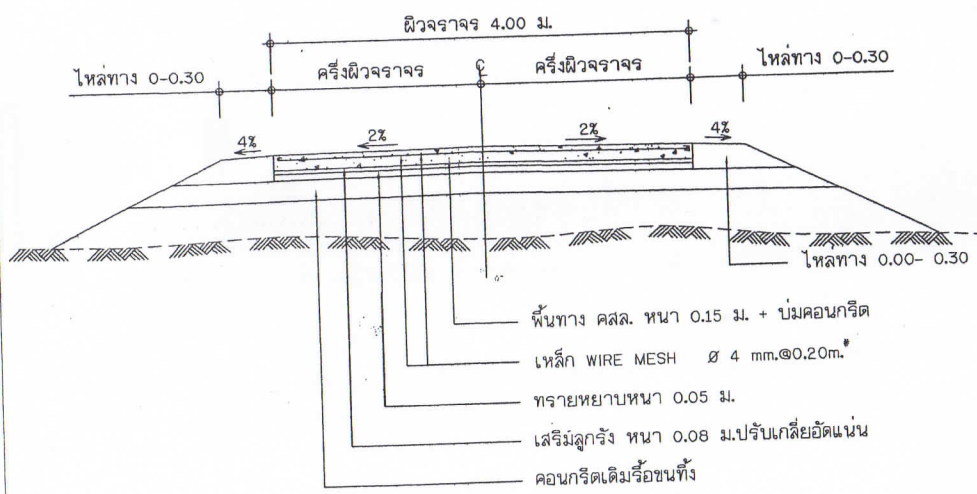 ผิวจราจร 4.00 ม.
ไหล่ทาง 0-0.30
ครึ่งผิวจราจร
℄
ครึ่งผิวจราจร
ไหล่ทาง 0-0.30
4%
2%
2%
4%
ไหล่ทาง 0.00- 0.30
พื้นทาง คสล. หนา 0.15 ม. + บ่มคอนกรีต
เหล็ก WIRE MESH Ø 4 mm.@0.20m.#
ทรายหยาบหนา 0.05 ม.
เสริมลูกรัง หนา 0.08 ม.ปรับเกลี่ยอัดแน่น
คอนกรีตเดิมรื้อขนทิ้ง